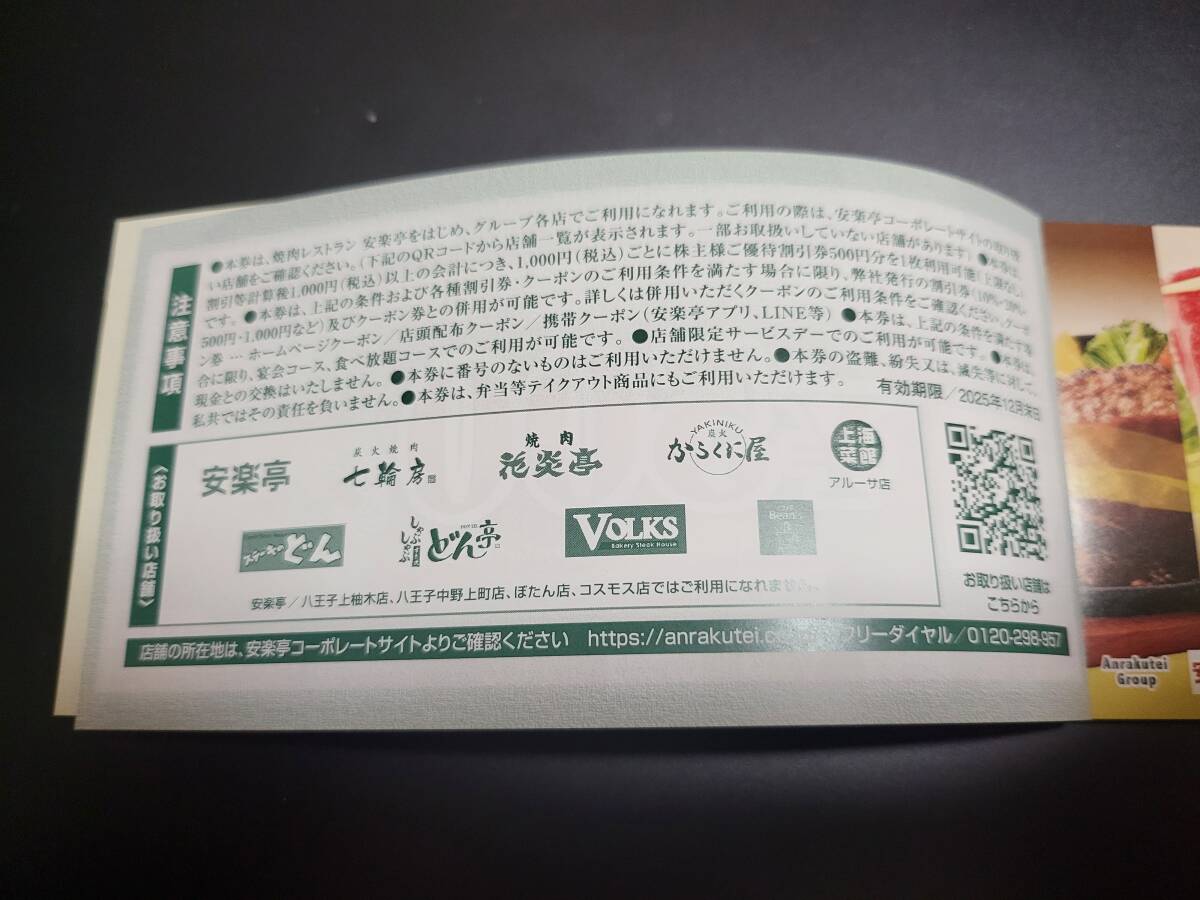 注意事項
●本券は、焼肉レストラン 安楽亭をはじめ、グループ各店でご利用になれます。ご利用の際は、安楽亭コーポレートサイトの取り扱
い店舗をご確認ください。(下記のQRコードから店舗一覧が表示されます。一部お取扱いしていない店舗があります) ●本券は、
割引等計算後1,000円(税込)以上の会計につき、1,000円(税込)ごとに株主様ご優待割引券500円分を1枚利用可能(上限なし)
です。 ●本券は、上記の条件および各種割引券・クーポンのご利用条件を満たす場合に限り、弊社発行の割引券(10%・20%・
500円・1,000円など)及びクーポン券との併用が可能です。詳しくは併用いただくクーポンのご利用条件をご確認ください。クーポ
ン券 … ホームページクーポン/店頭配布クーポン/携帯クーポン(安楽亭アプリ、LINE等) ●本券は、上記の条件を満たす場
合に限り、宴会コース、食べ放題コースでのご利用が可能です。 ●店舗限定サービスデーでのご利用が可能です。 ●本券は、
現金との交換はいたしません。 ●本券に番号のないものはご利用いただけません。 ●本券の盗難、紛失又は、滅失等に対して、
私共ではその責任を負いません。 ●本券は、弁当等テイクアウト商品にもご利用いただけます。 有効期限/2025年12月末日
〈お取り扱い店舗〉
安楽亭
炭火焼肉
七輪房
焼肉
花炎亭
YAKINIKU
炭火
からくに屋
上海菜館
アルーサ店
ステーキのどん
しゃぶしゃぶ
どん亭
VOLKS
Bakery Steak House
安楽亭/八王子上柚木店、八王子中野上町店、ぼたん店、コスモス店ではご利用になれません。
お取り扱い店舗は
こちらから
店舗の所在地は、安楽亭コーポレートサイトよりご確認ください https://anrakutei.c フリーダイヤル/0120-298-957
Anrakutei
Group